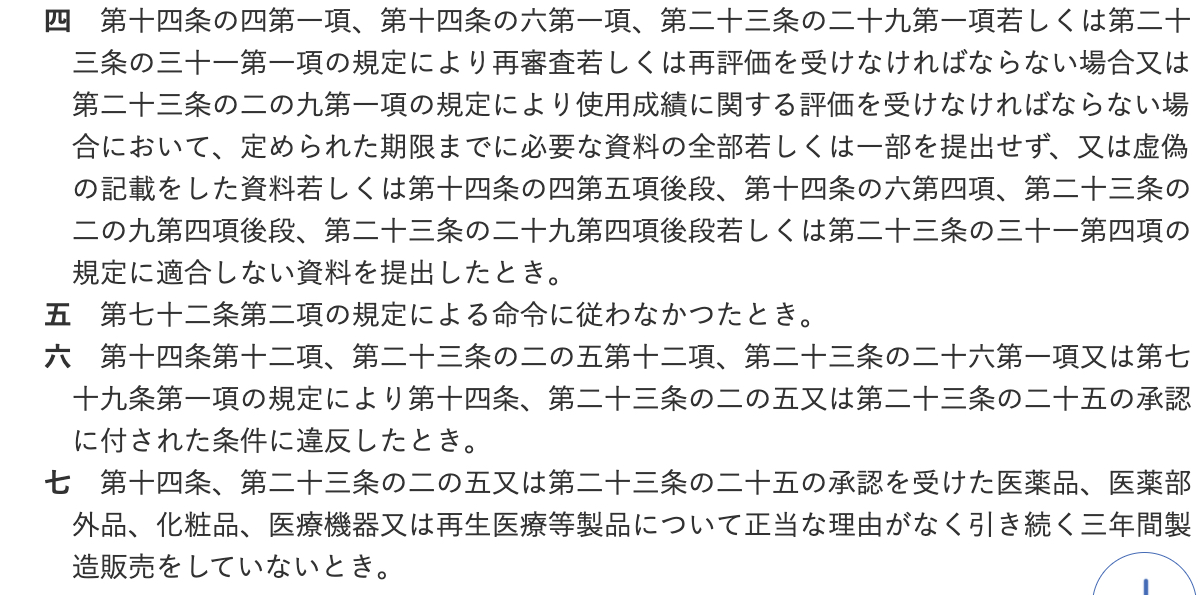 四　第十四条の四第一項、第十四条の六第一項、第二十三条の二十九第一項若しくは第二十
三条の三十一第一項の規定により再審査若しくは再評価を受けなければならない場合又は
第二十三条の二の九第一項の規定により使用成績に関する評価を受けなければならない場
合において、定められた期限までに必要な資料の全部若しくは一部を提出せず、又は虚偽
の記載をした資料若しくは第十四条の四第五項後段、第十四条の六第四項、第二十三条の
二の九第四項後段、第二十三条の二十九第四項後段若しくは第二十三条の三十一第四項の
規定に適合しない資料を提出したとき。
五　第七十二条第二項の規定による命令に従わなかつたとき。
六　第十四条第十二項、第二十三条の二の五第十二項、第二十三条の二十六第一項又は第七
十九条第一項の規定により第十四条、第二十三条の二の五又は第二十三条の二十五の承認
に付された条件に違反したとき。
七　第十四条、第二十三条の二の五又は第二十三条の二十五の承認を受けた医薬品、医薬部
外品、化粧品、医療機器又は再生医療等製品について正当な理由がなく引き続く三年間製
造販売をしていないとき。